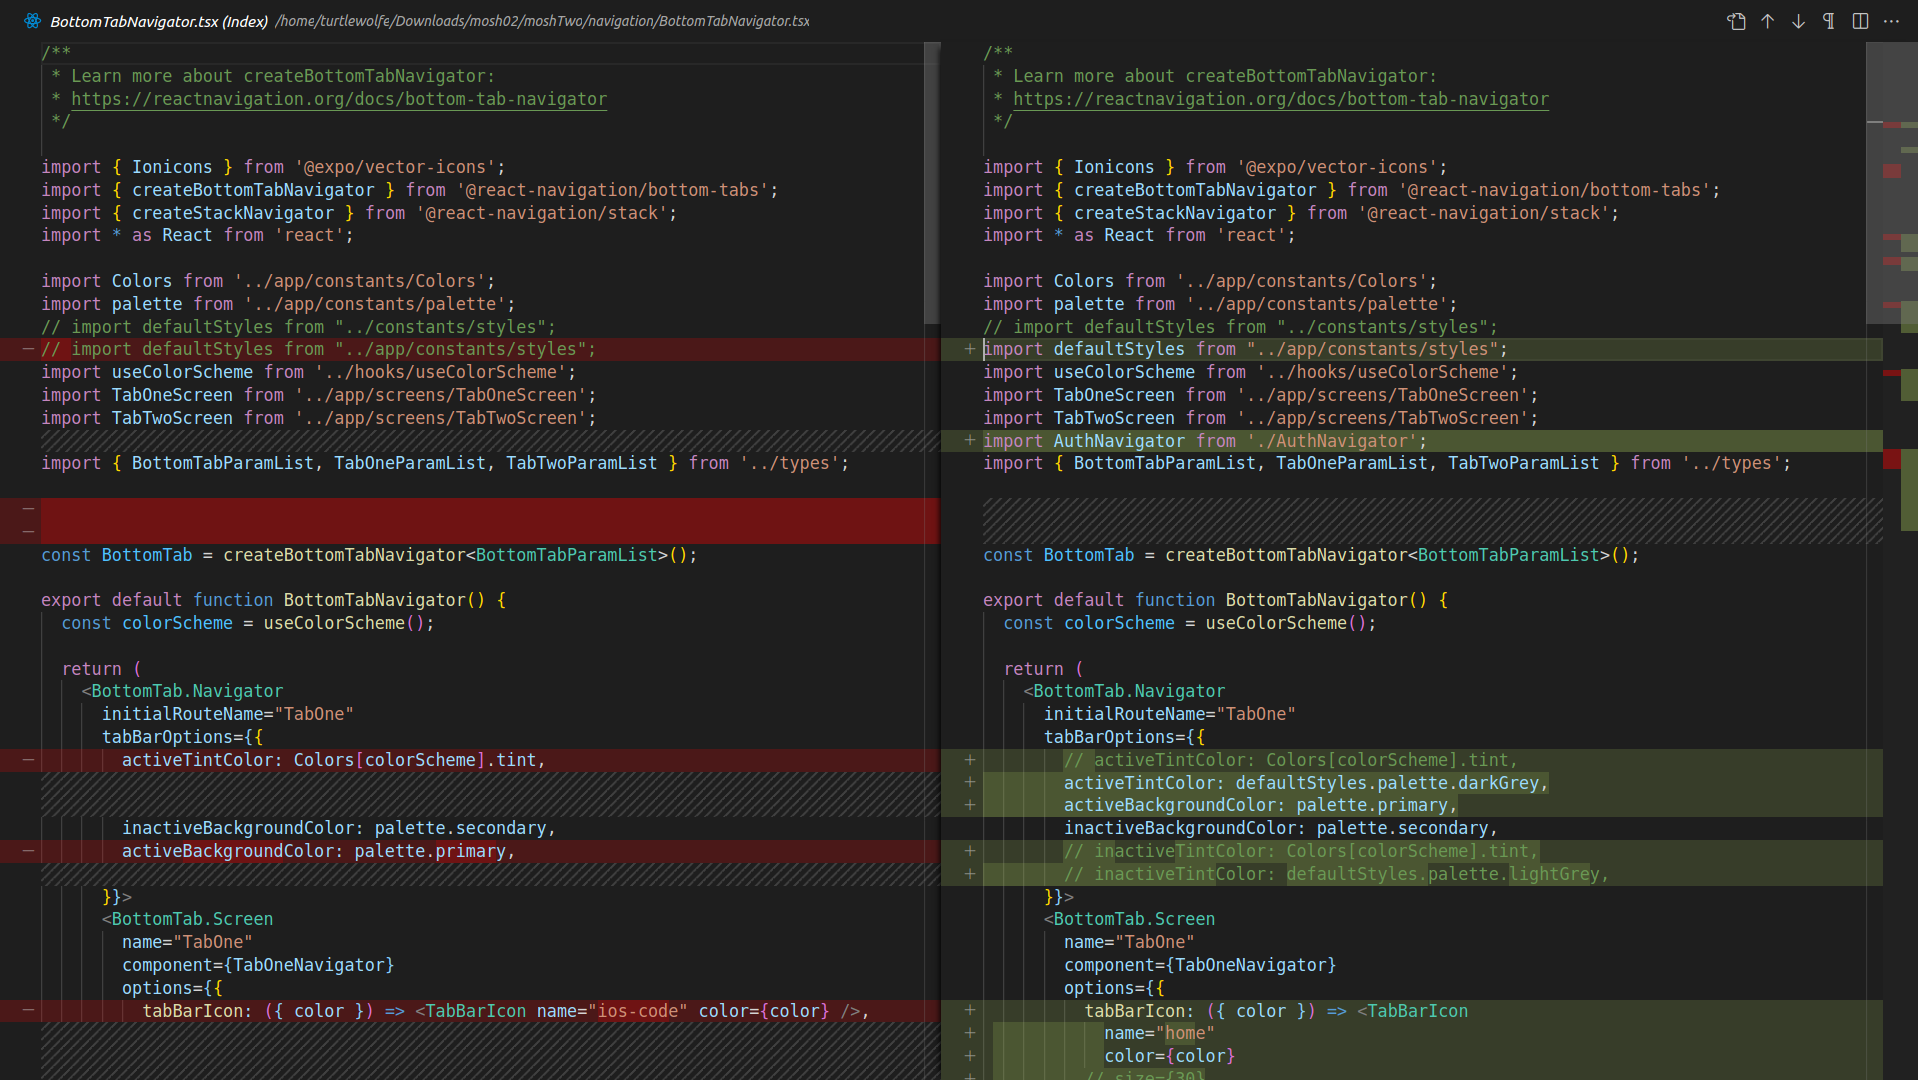 BottomTabNavigator.tsx (Index) /home/turtlewolfe/Downloads/mosh02/moshTwo/navigation/BottomTabNavigator.tsx
/**
 * Learn more about createBottomTabNavigator:
 * https://reactnavigation.org/docs/bottom-tab-navigator
 */
import { Ionicons } from '@expo/vector-icons';
import { createBottomTabNavigator } from '@react-navigation/bottom-tabs';
import { createStackNavigator } from '@react-navigation/stack';
import * as React from 'react';
import Colors from '../app/constants/Colors';
import palette from '../app/constants/palette';
// import defaultStyles from "../constants/styles";
— // import defaultStyles from "../app/constants/styles";
import useColorScheme from '../hooks/useColorScheme';
import TabOneScreen from '../app/screens/TabOneScreen';
import TabTwoScreen from '../app/screens/TabTwoScreen';
import { BottomTabParamList, TabOneParamList, TabTwoParamList } from '../types';
—
—
const BottomTab = createBottomTabNavigator<BottomTabParamList>();
export default function BottomTabNavigator() {
  const colorScheme = useColorScheme();
  return (
    <BottomTab.Navigator
      initialRouteName="TabOne"
      tabBarOptions={{
—         activeTintColor: Colors[colorScheme].tint,
        inactiveBackgroundColor: palette.secondary,
—         activeBackgroundColor: palette.primary,
      }}>
      <BottomTab.Screen
        name="TabOne"
        component={TabOneNavigator}
        options={{
—           tabBarIcon: ({ color }) => <TabBarIcon name="ios-code" color={color} />,
/**
 * Learn more about createBottomTabNavigator:
 * https://reactnavigation.org/docs/bottom-tab-navigator
 */
import { Ionicons } from '@expo/vector-icons';
import { createBottomTabNavigator } from '@react-navigation/bottom-tabs';
import { createStackNavigator } from '@react-navigation/stack';
import * as React from 'react';
import Colors from '../app/constants/Colors';
import palette from '../app/constants/palette';
// import defaultStyles from "../constants/styles";
+ import defaultStyles from "../app/constants/styles";
import useColorScheme from '../hooks/useColorScheme';
import TabOneScreen from '../app/screens/TabOneScreen';
import TabTwoScreen from '../app/screens/TabTwoScreen';
+ import AuthNavigator from './AuthNavigator';
import { BottomTabParamList, TabOneParamList, TabTwoParamList } from '../types';
const BottomTab = createBottomTabNavigator<BottomTabParamList>();
export default function BottomTabNavigator() {
  const colorScheme = useColorScheme();
  return (
    <BottomTab.Navigator
      initialRouteName="TabOne"
      tabBarOptions={{
+         // activeTintColor: Colors[colorScheme].tint,
+         activeTintColor: defaultStyles.palette.darkGrey,
+         activeBackgroundColor: palette.primary,
        inactiveBackgroundColor: palette.secondary,
+         // inactiveTintColor: Colors[colorScheme].tint,
+         // inactiveTintColor: defaultStyles.palette.lightGrey,
      }}>
      <BottomTab.Screen
        name="TabOne"
        component={TabOneNavigator}
        options={{
+           tabBarIcon: ({ color }) => <TabBarIcon
+             name="home"
+             color={color}
+           // size={30}